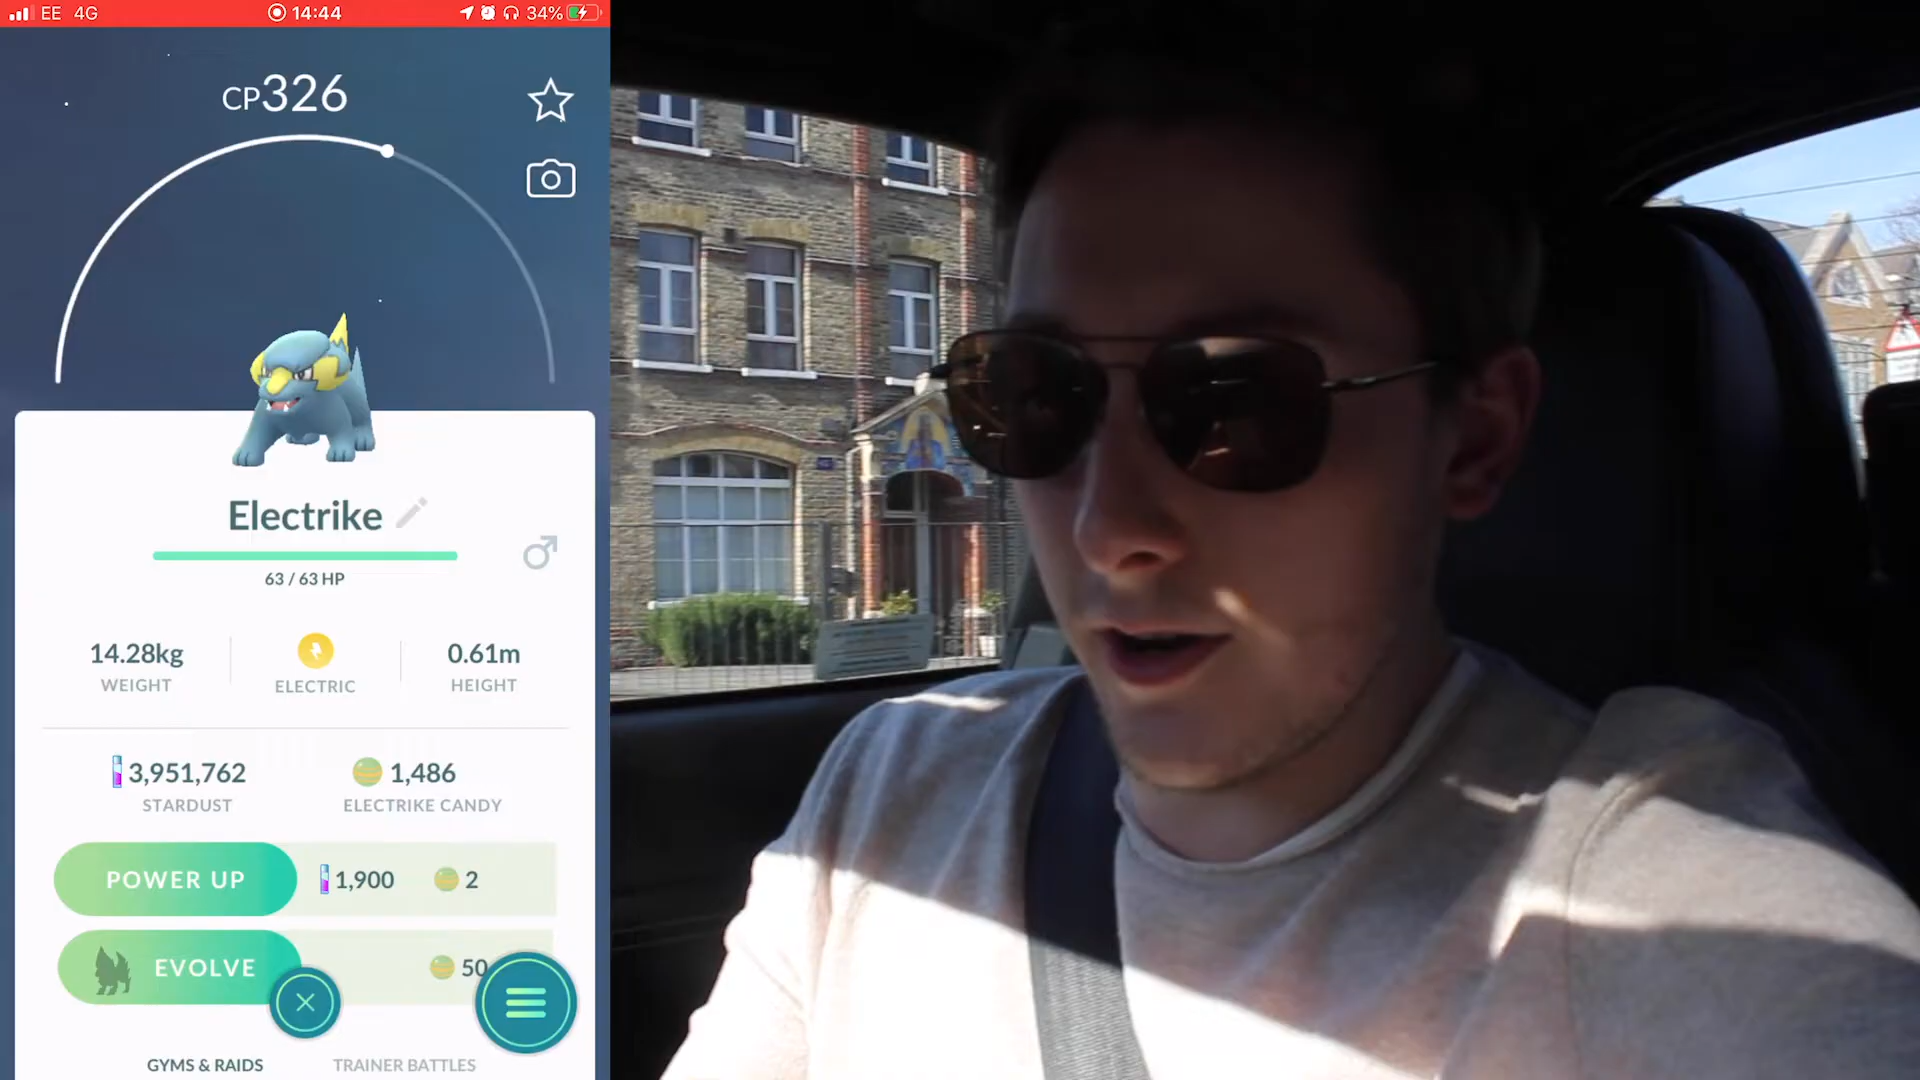 EE 4G 14:44 34%
CP326
Electrike
63 / 63 HP
14.28kg
WEIGHT
ELECTRIC
0.61m
HEIGHT
3,951,762
STARDUST
1,486
ELECTRIKE CANDY
POWER UP 1,900 2
EVOLVE 50
GYMS & RAIDS TRAINER BATTLES